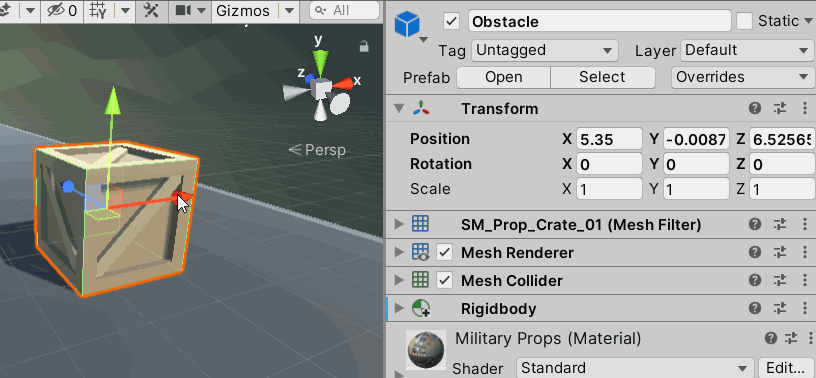 0 Gizmos All
y
z x
Persp
Obstacle Static
Tag Untagged Layer Default
Prefab Open Select Overrides
Transform
Position X 5.35 Y -0.0087 Z 6.52565
Rotation X 0 Y 0 Z 0
Scale X 1 Y 1 Z 1
SM_Prop_Crate_01 (Mesh Filter)
Mesh Renderer
Mesh Collider
Rigidbody
Military Props (Material)
Shader Standard Edit...